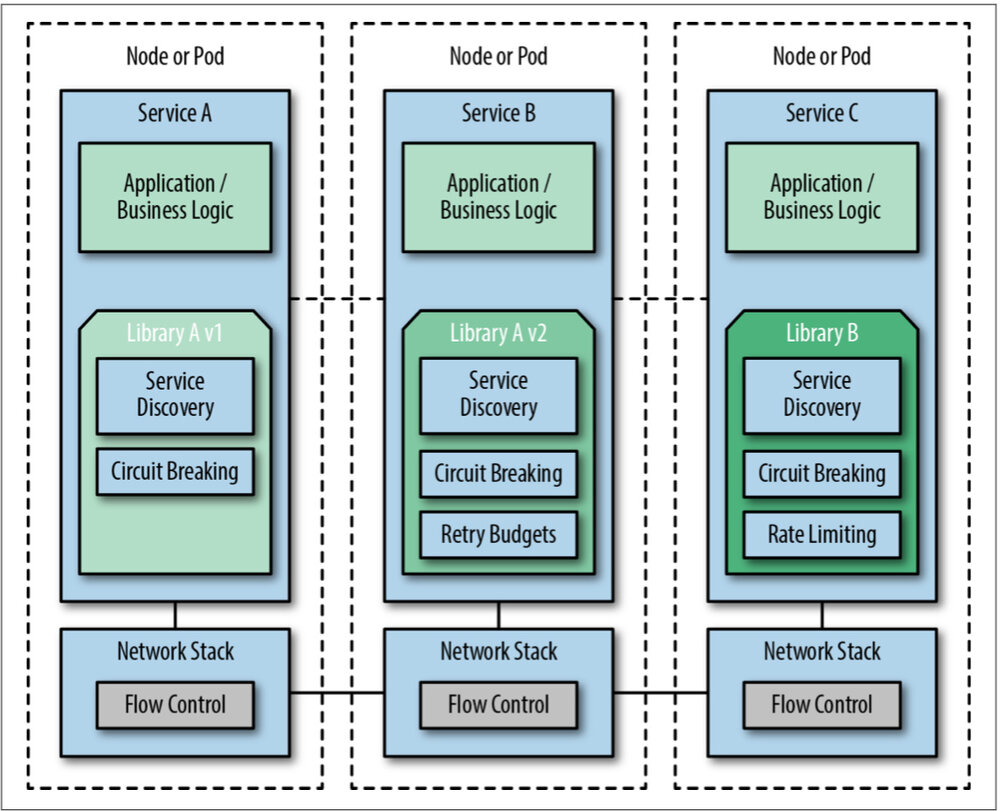 Node or Pod
Service A
Application /
Business Logic
Library A v1
Service
Discovery
Circuit Breaking
Network Stack
Flow Control
Node or Pod
Service B
Application /
Business Logic
Library A v2
Service
Discovery
Circuit Breaking
Retry Budgets
Network Stack
Flow Control
Node or Pod
Service C
Application /
Business Logic
Library B
Service
Discovery
Circuit Breaking
Rate Limiting
Network Stack
Flow Control